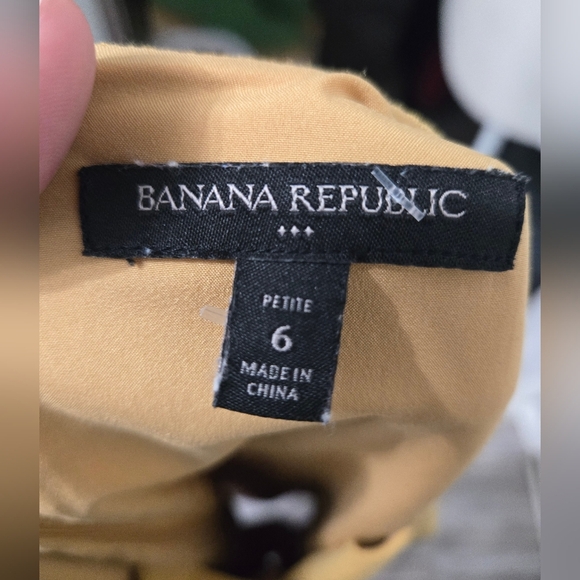 BANANA REPUBLIC
PETITE
6
MADE IN
CHINA